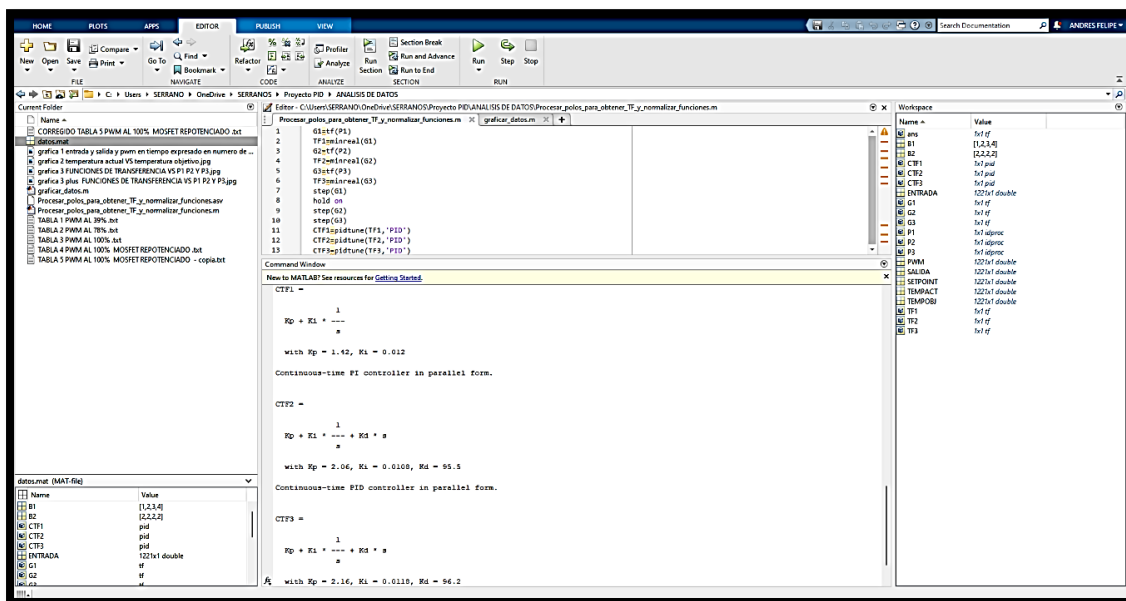 HOME PLOTS APPS EDITOR PUBLISH VIEW
Search Documentation ANDRES FELIPE
New Open Save Compare Print Go To Find Bookmark Refactor Profiler Analyze Run Section Section Break Run and Advance Run to End Run Step Stop
FILE NAVIGATE CODE ANALYZE SECTION RUN
C: Users SERRANO OneDrive SERRANOS Proyecto PID ANALISIS DE DATOS
Current Folder
Name
CORREGIDO TABLA 5 PWM AL 100% MOSFET REPOTENCIADO .txt
datos.mat
grafica 1 entrada y salida y pwm en tiempo expresado en numero de ...
grafica 2 temperatura actual VS temperatura objetivo.jpg
grafica 3 FUNCIONES DE TRANSFERENCIA VS P1 P2 Y P3.jpg
grafica 3 plus FUNCIONES DE TRANSFERENCIA VS P1 P2 Y P3.jpg
graficar_datos.m
Procesar_polos_para_obtener_TF_y_normalizar_funciones.asv
Procesar_polos_para_obtener_TF_y_normalizar_funciones.m
TABLA 1 PWM AL 39%.txt
TABLA 2 PWM AL 78%.txt
TABLA 3 PWM AL 100%.txt
TABLA 4 PWM AL 100% MOSFET REPOTENCIADO .txt
TABLA 5 PWM AL 100% MOSFET REPOTENCIADO - copia.txt
datos.mat (MAT-file)
Name Value
B1 [1,2,3,4]
B2 [2,2,2,2]
CTF1 pid
CTF2 pid
CTF3 pid
ENTRADA 1221x1 double
G1 tf
G2 tf
Editor - C:\Users\SERRANO\OneDrive\SERRANOS\Proyecto PID\ANALISIS DE DATOS\Procesar_polos_para_obtener_TF_y_normalizar_funciones.m
Procesar_polos_para_obtener_TF_y_normalizar_funciones.m graficar_datos.m
1 G1=tf(P1)
2 TF1=minreal(G1)
3 G2=tf(P2)
4 TF2=minreal(G2)
5 G3=tf(P3)
6 TF3=minreal(G3)
7 step(G1)
8 hold on
9 step(G2)
10 step(G3)
11 CTF1=pidtune(TF1,'PID')
12 CTF2=pidtune(TF2,'PID')
13 CTF3=pidtune(TF3,'PID')
Command Window
New to MATLAB? See resources for Getting Started.
CTF1 =
1
Kp + Ki * ---
s
with Kp = 1.42, Ki = 0.012
Continuous-time PI controller in parallel form.
CTF2 =
1
Kp + Ki * --- + Kd * s
s
with Kp = 2.06, Ki = 0.0108, Kd = 95.5
Continuous-time PID controller in parallel form.
CTF3 =
1
Kp + Ki * --- + Kd * s
s
fx with Kp = 2.16, Ki = 0.0118, Kd = 96.2
Workspace
Name Value
ans 1x1 tf
B1 [1,2,3,4]
B2 [2,2,2,2]
CTF1 1x1 pid
CTF2 1x1 pid
CTF3 1x1 pid
ENTRADA 1221x1 double
G1 1x1 tf
G2 1x1 tf
G3 1x1 tf
P1 1x1 idproc
P2 1x1 idproc
P3 1x1 idproc
PWM 1221x1 double
SALIDA 1221x1 double
SETPOINT 1221x1 double
TEMPACT 1221x1 double
TEMPOBJ 1221x1 double
TF1 1x1 tf
TF2 1x1 tf
TF3 1x1 tf